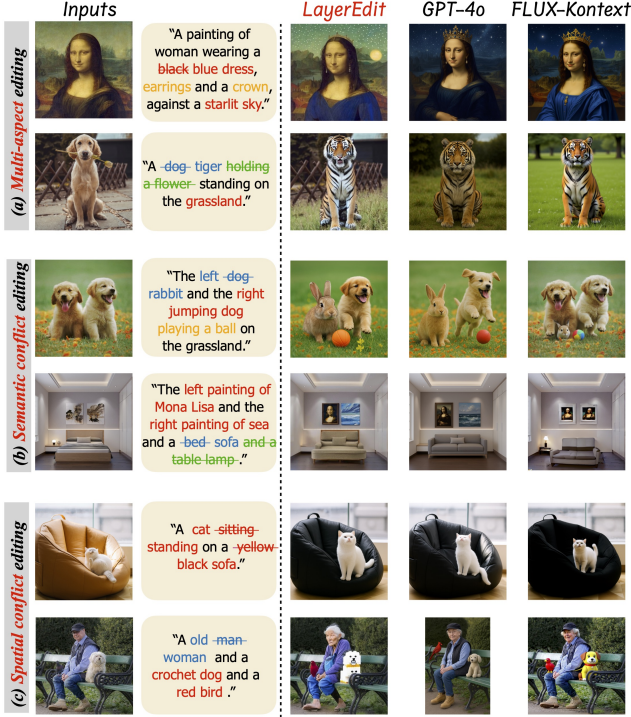 Inputs
LayerEdit
GPT-4o
FLUX-Kontext
(a) Multi-aspect editing
“A painting of
woman wearing a
black blue dress,
earrings and a crown,
against a starlit sky.”
“A dog tiger holding
a flower standing on
the grassland.”
(b) Semantic conflict editing
“The left dog
rabbit and the right
jumping dog
playing a ball on
the grassland.”
“The left painting of
Mona Lisa and the
right painting of sea
and a bed sofa and a
table lamp .”
(c) Spatial conflict editing
“A cat sitting
standing on a yellow
black sofa.”
“A old man
woman and a
crochet dog and a
red bird .”